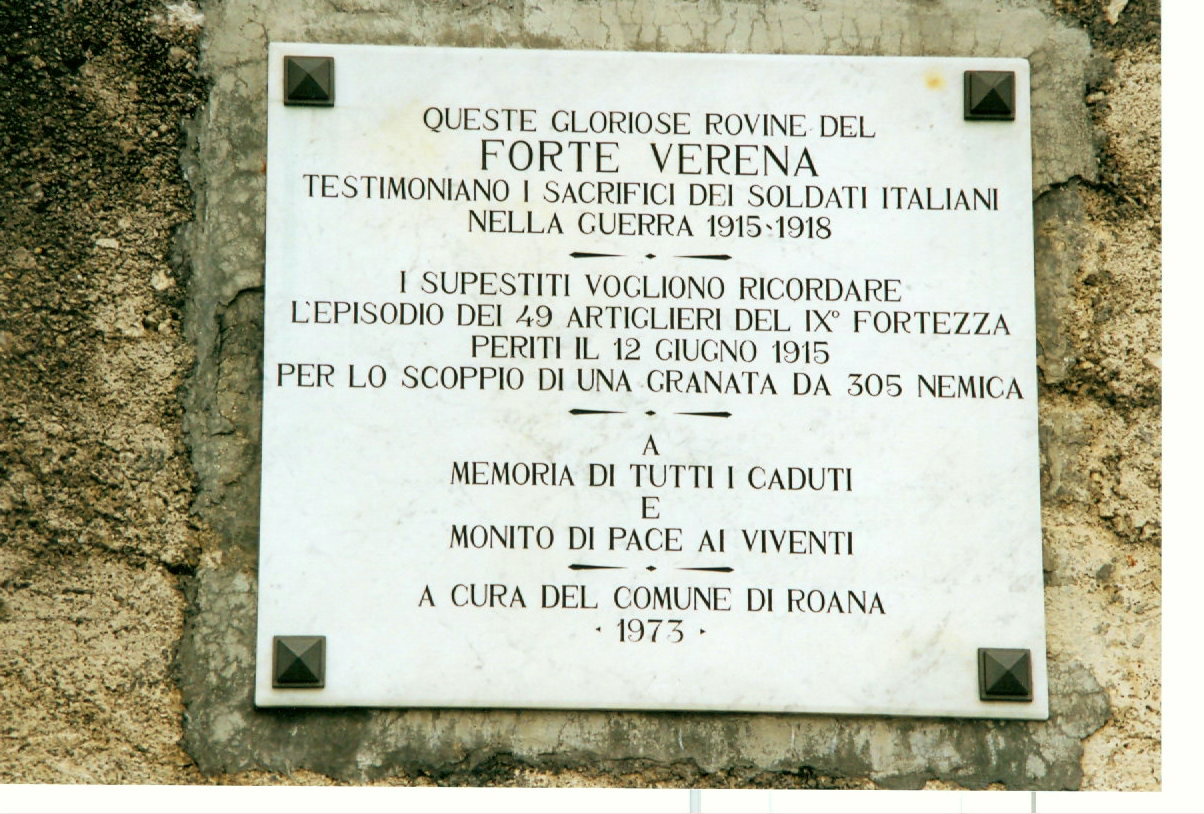 QUESTE GLORIOSE ROVINE DEL
FORTE VERENA
TESTIMONIANO I SACRIFICI DEI SOLDATI ITALIANI
NELLA GUERRA 1915-1918
I SUPESTITI VOGLIONO RICORDARE
L'EPISODIO DEI 49 ARTIGLIERI DEL IXº FORTEZZA
PERITI IL 12 GIUGNO 1915
PER LO SCOPPIO DI UNA GRANATA DA 305 NEMICA
A
MEMORIA DI TUTTI I CADUTI
E
MONITO DI PACE AI VIVENTI
A CURA DEL COMUNE DI ROANA
· 1973 ·